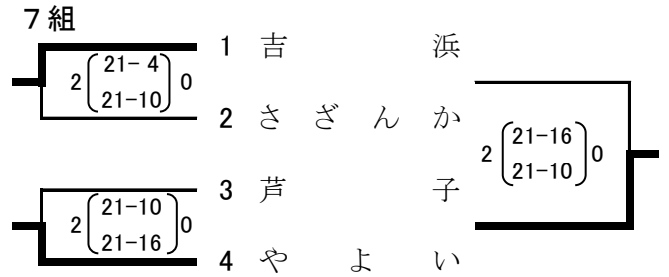 7組
1 吉浜
2 (21-4 21-10) 0
2 さざんか
2 (21-16 21-10) 0
3 芦子
2 (21-10 21-16) 0
4 やよい